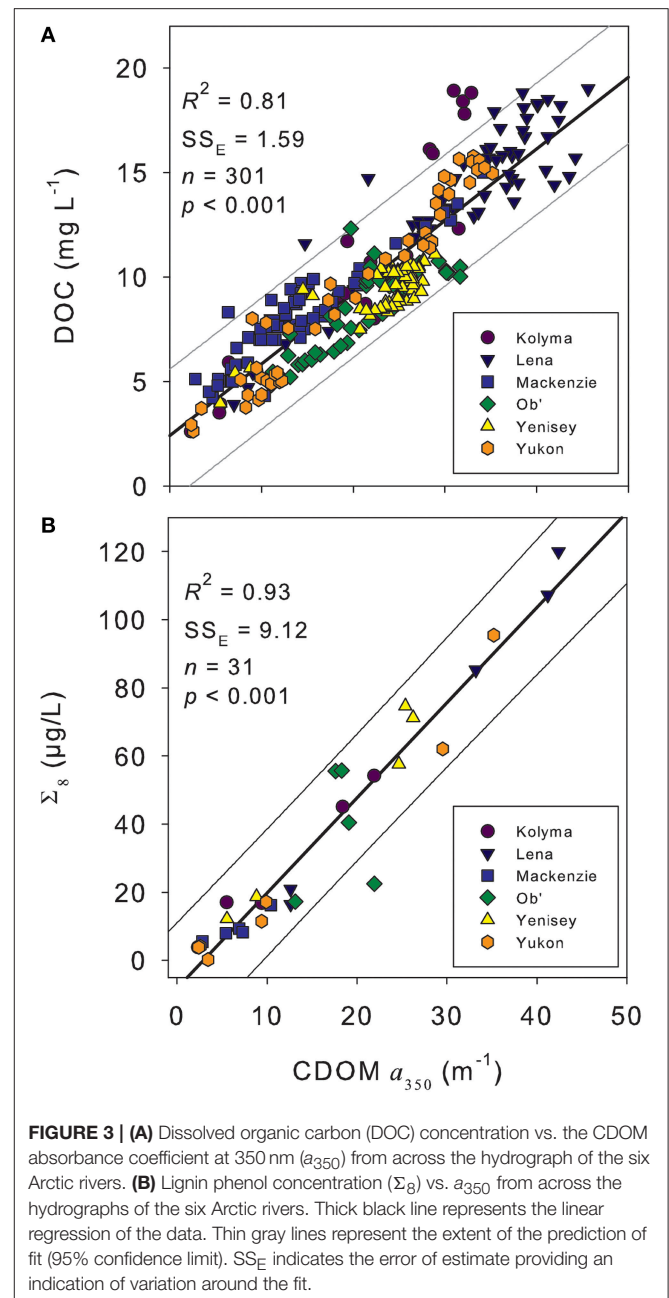 A
20
15
10
5
0
DOC (mg L⁻¹)
R² = 0.81
SS_E = 1.59
n = 301
p < 0.001
Kolyma
Lena
Mackenzie
Ob'
Yenisey
Yukon
B
120
100
80
60
40
20
0
Σ₈ (µg/L)
R² = 0.93
SS_E = 9.12
n = 31
p < 0.001
Kolyma
Lena
Mackenzie
Ob'
Yenisey
Yukon
0 10 20 30 40 50
CDOM a₃₅₀ (m⁻¹)
FIGURE 3 | (A) Dissolved organic carbon (DOC) concentration vs. the CDOM
absorbance coefficient at 350 nm (a₃₅₀) from across the hydrograph of the six
Arctic rivers. (B) Lignin phenol concentration (Σ₈) vs. a₃₅₀ from across the
hydrographs of the six Arctic rivers. Thick black line represents the linear
regression of the data. Thin gray lines represent the extent of the prediction of
fit (95% confidence limit). SS_E indicates the error of estimate providing an
indication of variation around the fit.